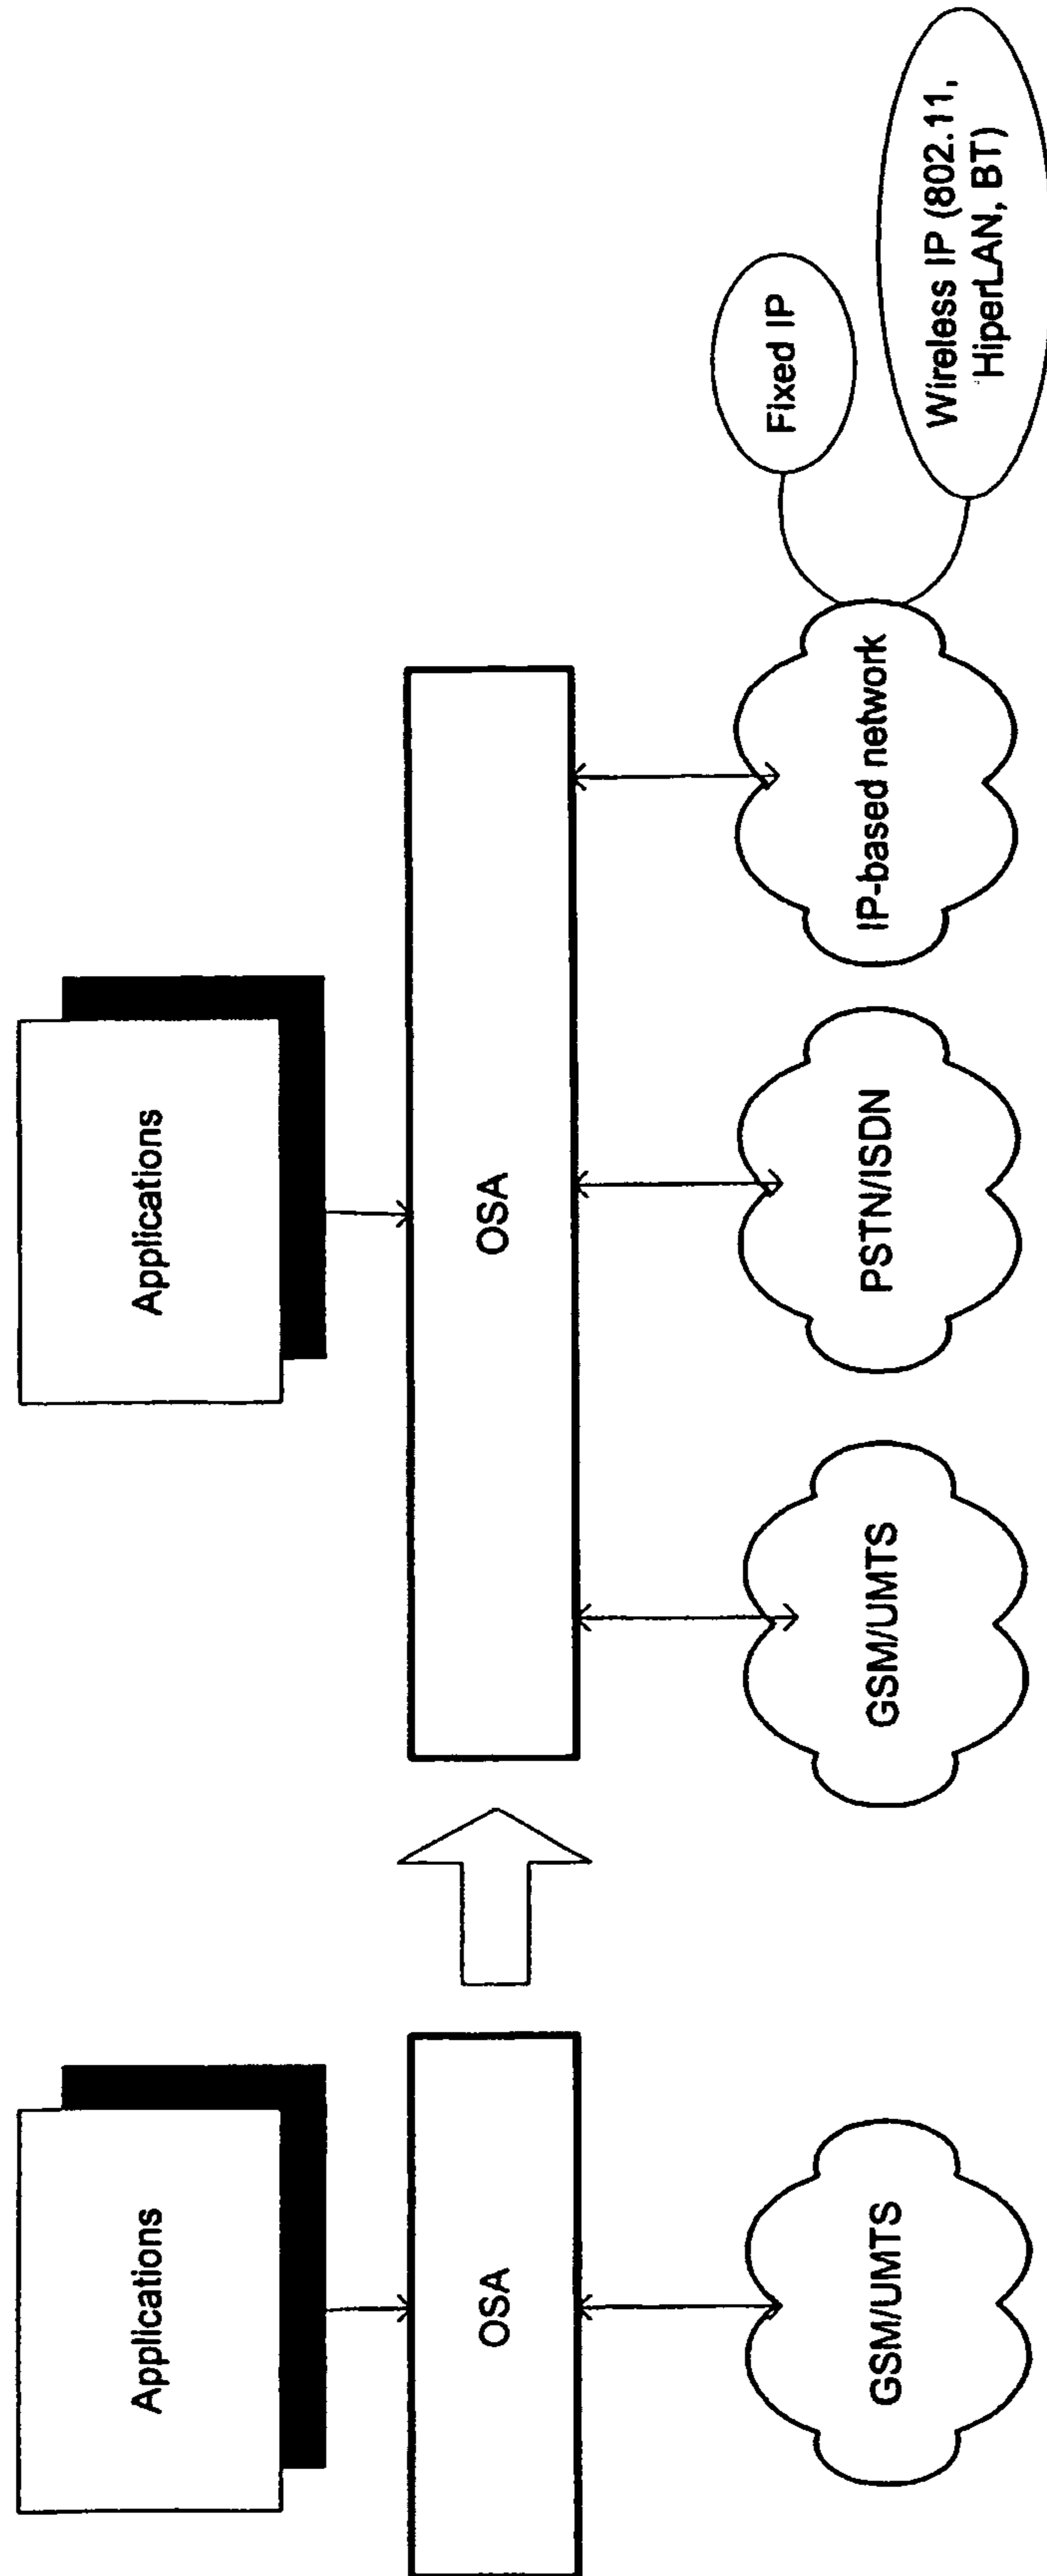 Applications
OSA
GSM/UMTS
Applications
OSA
GSM/UMTS
PSTN/ISDN
IP-based network
Fixed IP
Wireless IP (802.11,
HiperLAN, BT)